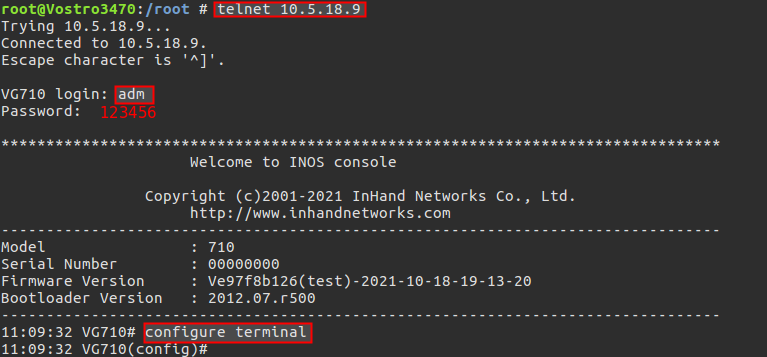 root@Vostro3470:/root # telnet 10.5.18.9
Trying 10.5.18.9...
Connected to 10.5.18.9.
Escape character is '^]'.
VG710 login: adm
Password: 123456
********************************************************************************
Welcome to INOS console
Copyright (c)2001-2021 InHand Networks Co., Ltd.
http://www.inhandnetworks.com
--------------------------------------------------------------------------------
Model : 710
Serial Number : 00000000
Firmware Version : Ve97f8b126(test)-2021-10-18-19-13-20
Bootloader Version : 2012.07.r500
--------------------------------------------------------------------------------
11:09:32 VG710# configure terminal
11:09:32 VG710(config)#